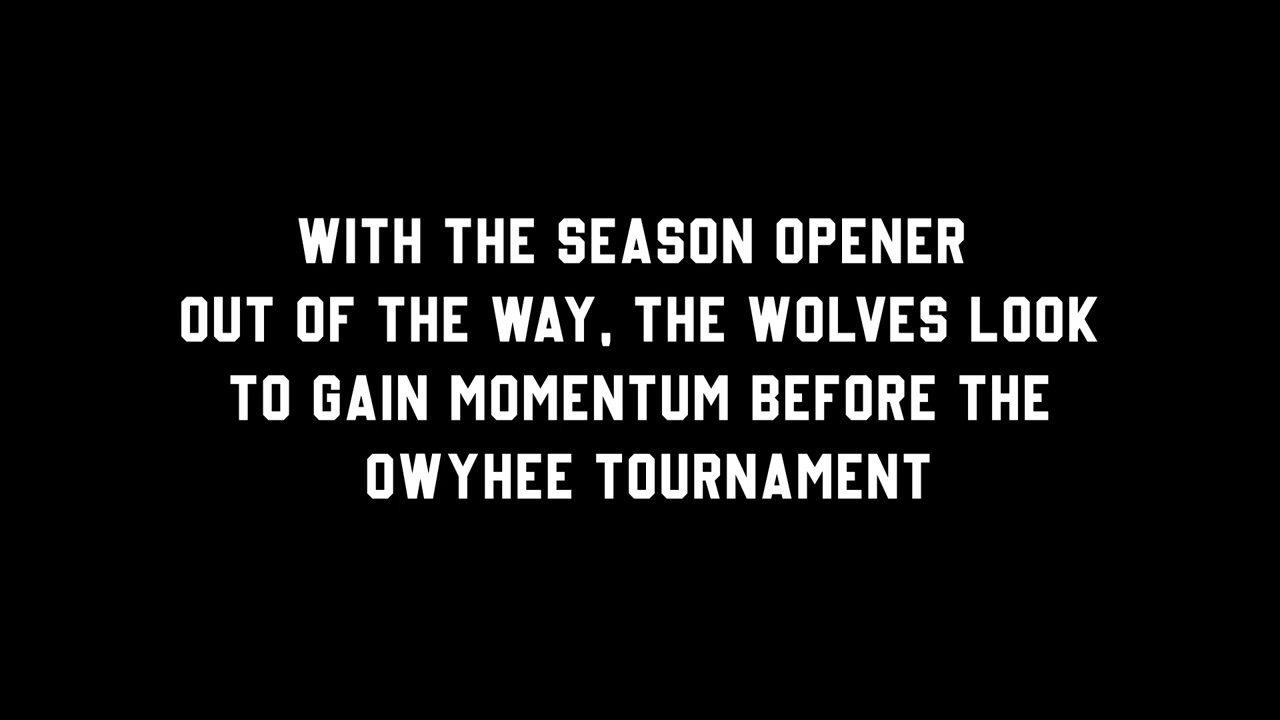 WITH THE SEASON OPENER
OUT OF THE WAY, THE WOLVES LOOK
TO GAIN MOMENTUM BEFORE THE
OWYHEE TOURNAMENT